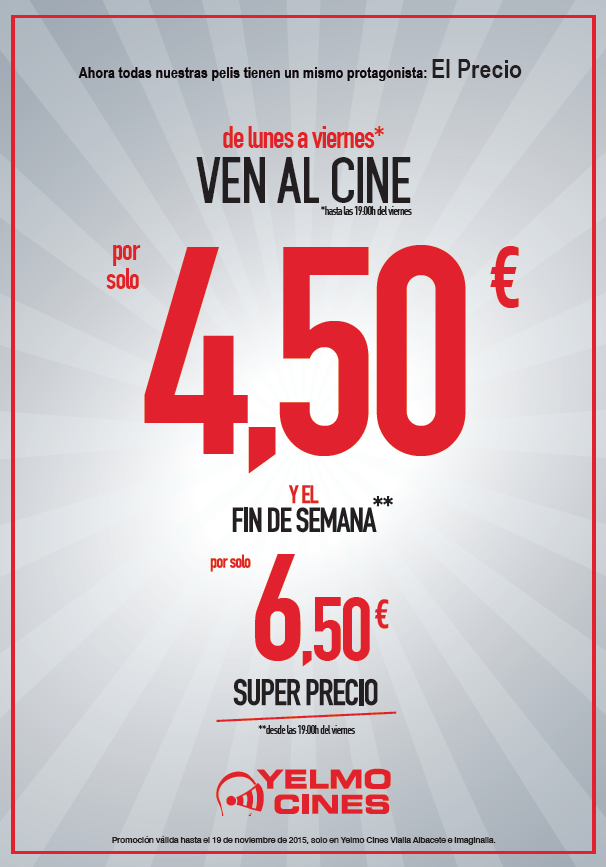 Ahora todas nuestras pelis tienen un mismo protagonista: El Precio
de lunes a viernes*
VEN AL CINE
*hasta las 19:00h del viernes
por
solo
4,50 €
Y EL
FIN DE SEMANA**
por solo
6,50 €
SUPER PRECIO
**desde las 19:00h del viernes
YELMO
CINES
Promoción válida hasta el 19 de noviembre de 2015, solo en Yelmo Cines Vialia Albacete e Imaginalia.